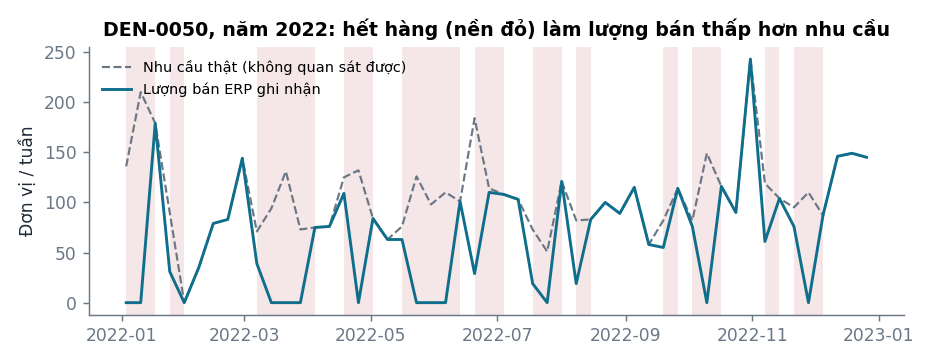 DEN-0050, năm 2022: hết hàng (nền đỏ) làm lượng bán thấp hơn nhu cầu
Nhu cầu thật (không quan sát được)
Lượng bán ERP ghi nhận
Đơn vị / tuần
250
200
150
100
50
0
2022-01 2022-03 2022-05 2022-07 2022-09 2022-11 2023-01